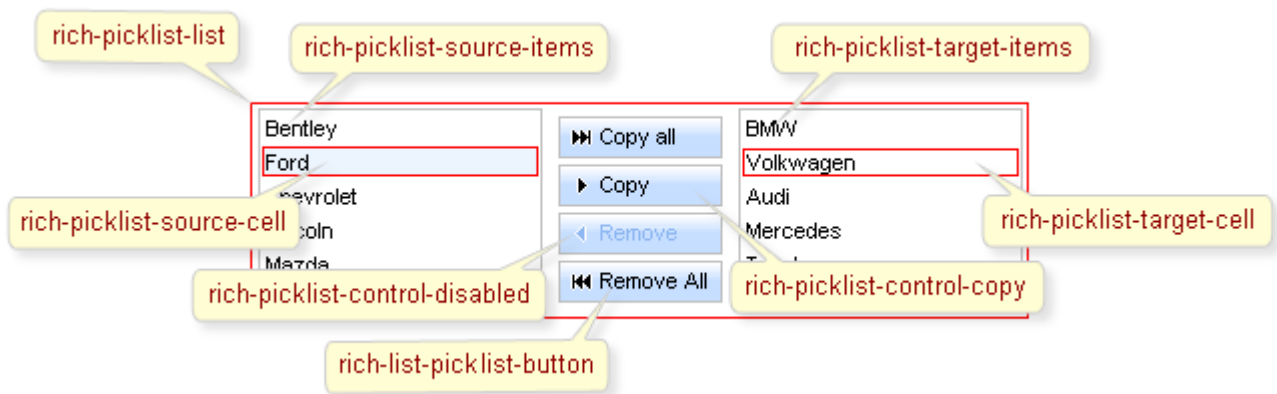 rich-picklist-list
rich-picklist-source-items
rich-picklist-target-items
Bentley
Copy all
BMW
Ford
Volkwagen
Copy
Audi
rich-picklist-source-cell
rich-picklist-target-cell
Remove
Mercedes
Mazda
rich-picklist-control-disabled
Remove All
rich-picklist-control-copy
rich-list-picklist-button